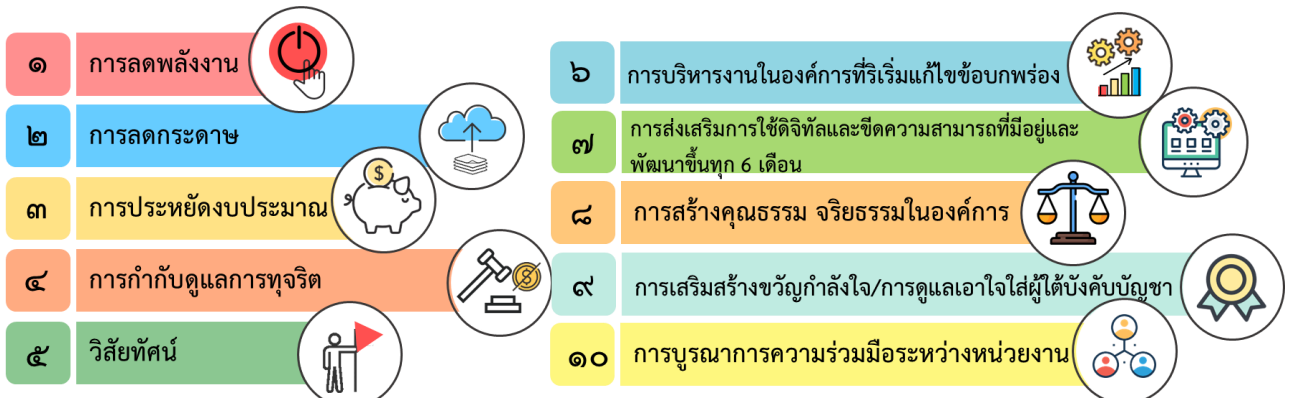 ๑
การลดพลังงาน
๒
การลดกระดาษ
๓
การประหยัดงบประมาณ
$
๔
การกำกับดูแลการทุจริต
$
๕
วิสัยทัศน์
๖
การบริหารงานในองค์การที่ริเริ่มแก้ไขข้อบกพร่อง
๗
การส่งเสริมการใช้ดิจิทัลและขีดความสามารถที่มีอยู่และ
พัฒนาขึ้นทุก 6 เดือน
๘
การสร้างคุณธรรม จริยธรรมในองค์การ
๙
การเสริมสร้างขวัญกำลังใจ/การดูแลเอาใจใส่ผู้ใต้บังคับบัญชา
๑๐
การบูรณาการความร่วมมือระหว่างหน่วยงาน